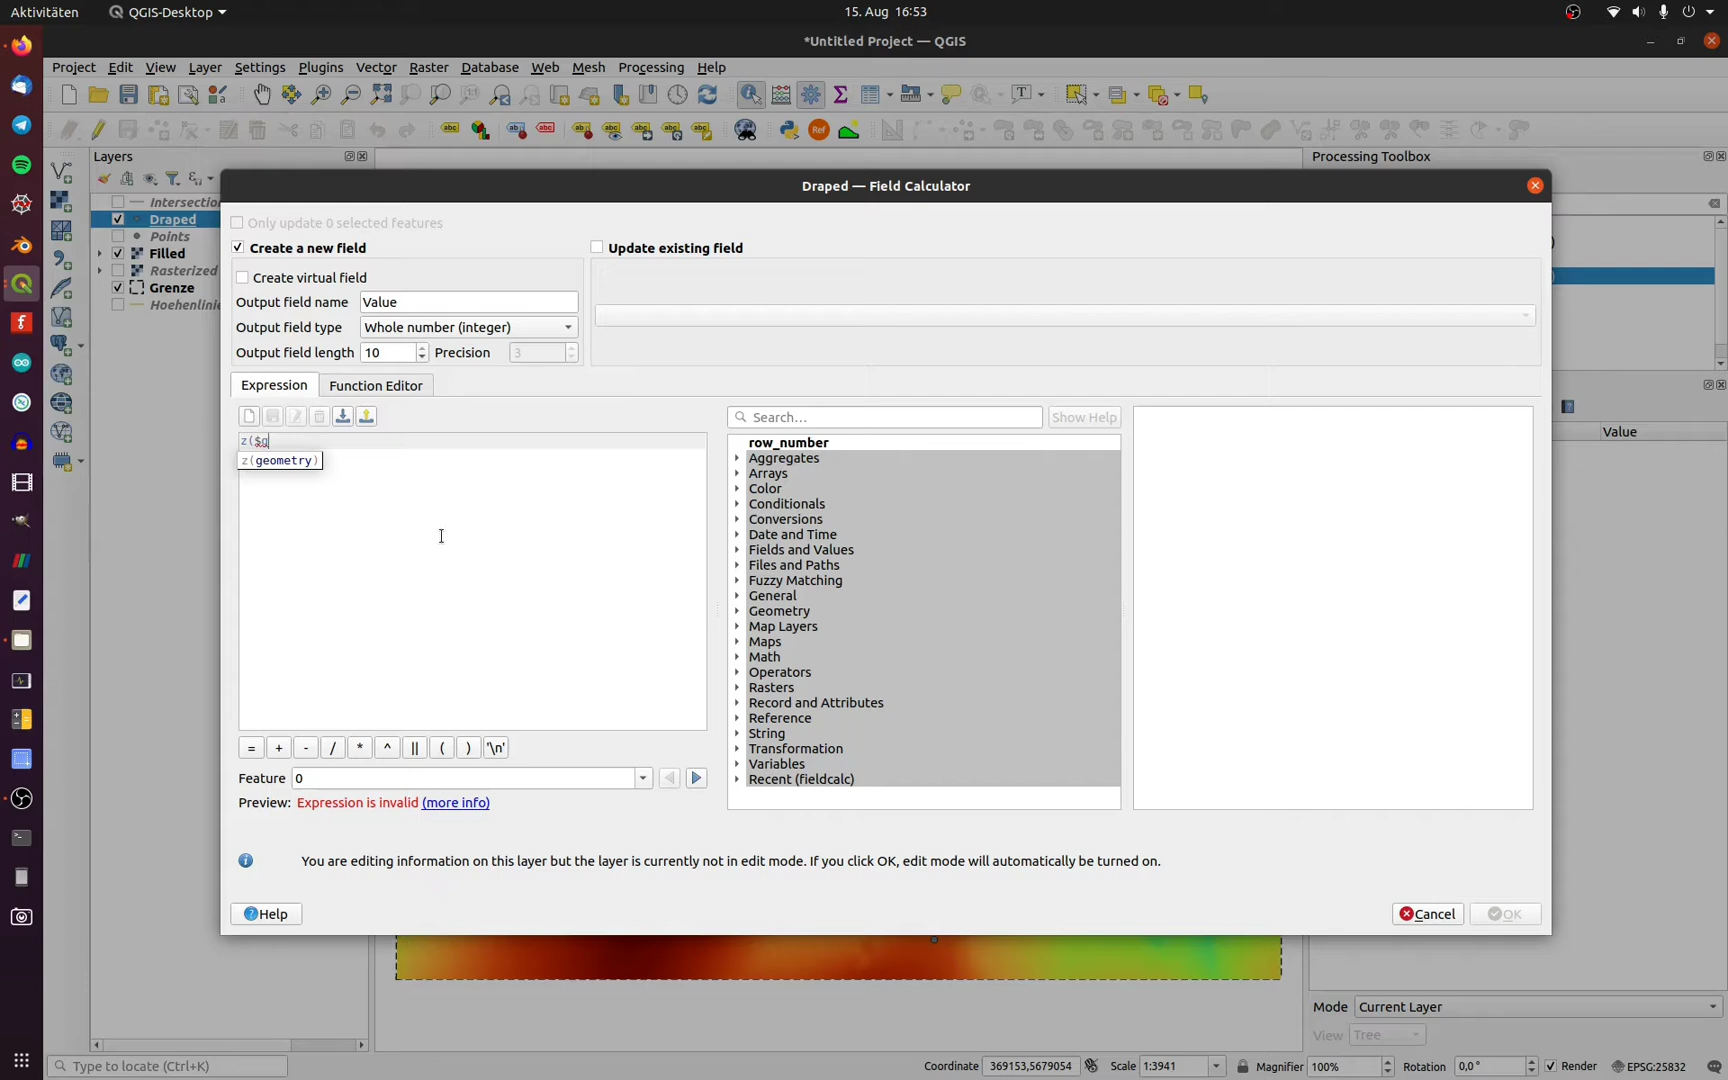 Aktivitäten QGIS-Desktop 15. Aug 16:53
*Untitled Project — QGIS
Project Edit View Layer Settings Plugins Vector Raster Database Web Mesh Processing Help
Layers
Processing Toolbox
Draped — Field Calculator
Intersection
Draped
Points
Filled
Rasterized
Grenze
Hoehenlinie
Only update 0 selected features
Create a new field
Update existing field
Create virtual field
Output field name Value
Output field type Whole number (integer)
Output field length 10 Precision 3
Expression Function Editor
Search… Show Help
z($g
z(geometry)
row_number
Aggregates
Arrays
Color
Conditionals
Conversions
Date and Time
Fields and Values
Files and Paths
Fuzzy Matching
General
Geometry
Map Layers
Maps
Math
Operators
Rasters
Record and Attributes
Reference
String
Transformation
Variables
Recent (fieldcalc)
Value
= + - / * ^ || ( ) '\n'
Feature 0
Preview: Expression is invalid (more info)
You are editing information on this layer but the layer is currently not in edit mode. If you click OK, edit mode will automatically be turned on.
Help Cancel OK
Mode Current Layer
View Tree
Type to locate (Ctrl+K) Coordinate 369153,5679054 Scale 1:3941 Magnifier 100% Rotation 0,0 ° Render EPSG:25832